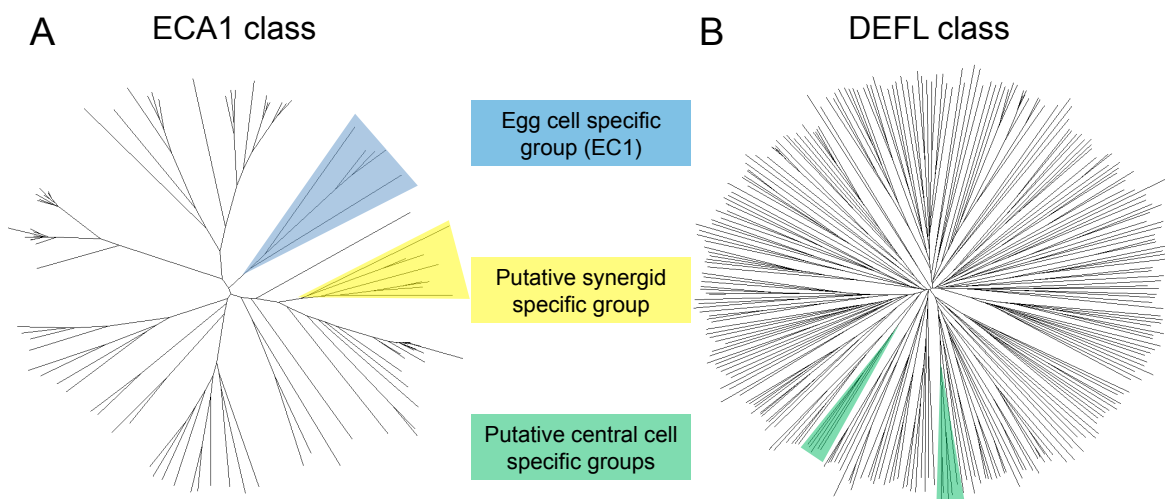 A
ECA1 class
B
DEFL class
Egg cell specific
group (EC1)
Putative synergid
specific group
Putative central cell
specific groups